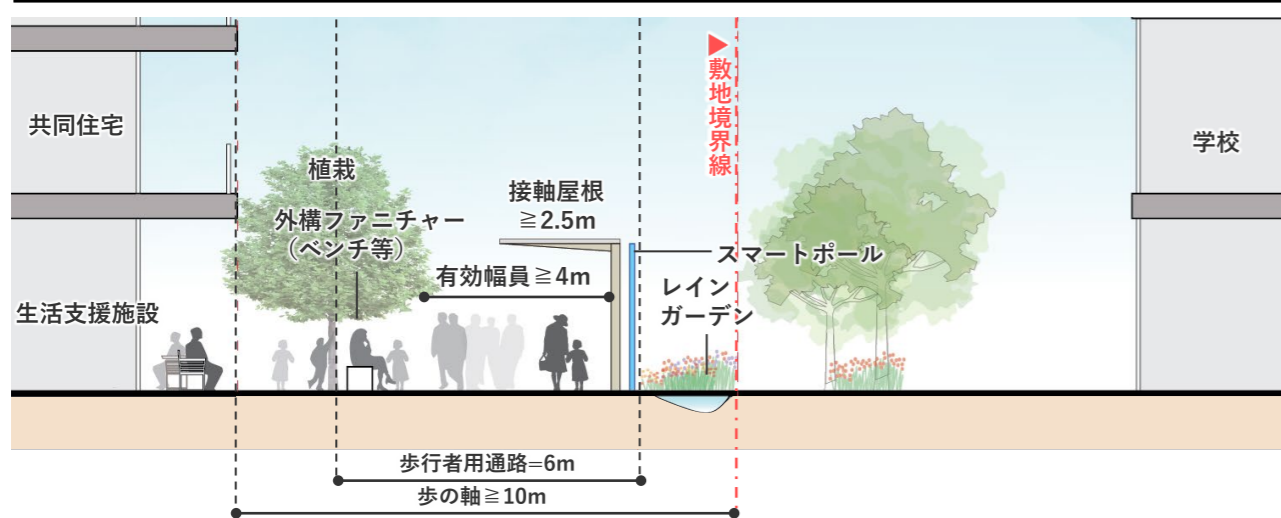 共同住宅
生活支援施設
植栽
外構ファニチャー
（ベンチ等）
接軸屋根
≧2.5m
有効幅員≧4m
スマートポール
レイン
ガーデン
▶敷地境界線
学校
歩行者用通路=6m
歩の軸≧10m